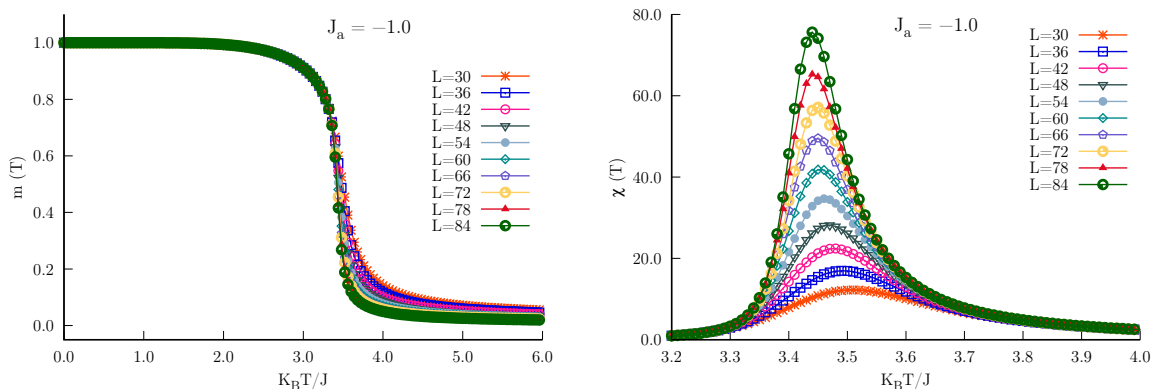 J_a = −1.0
m (T)
1.0
0.8
0.6
0.4
0.2
0.0
L=30
L=36
L=42
L=48
L=54
L=60
L=66
L=72
L=78
L=84
0.0 1.0 2.0 3.0 4.0 5.0 6.0
K_BT/J
J_a = −1.0
χ (T)
80.0
60.0
40.0
20.0
0.0
L=30
L=36
L=42
L=48
L=54
L=60
L=66
L=72
L=78
L=84
3.2 3.3 3.4 3.5 3.6 3.7 3.8 3.9 4.0
K_BT/J